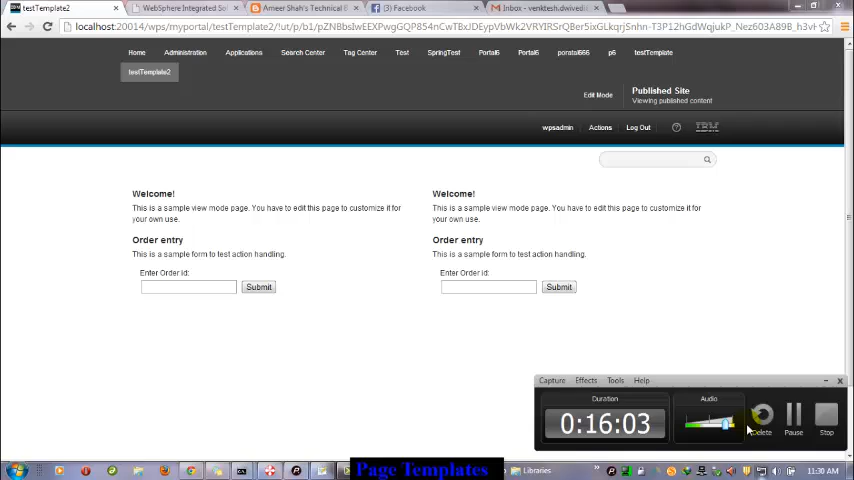 testTemplate2
WebSphere Integrated So
Ameer Shah's Technical B
(3) Facebook
Inbox - venktesh.dwivedi
localhost:20014/wps/myportal/testTemplate2/!ut/p/b1/
Home Administration Applications Search Center Tag Center Test SpringTest Portal6 Portal6 poratal666 p6 testTemplate
testTemplate2
Edit Mode
Published Site
Viewing published content
wpsadmin Actions Log Out ? IBM
Welcome!
This is a sample view mode page. You have to edit this page to customize it for
your own use.
Order entry
This is a sample form to test action handling.
Enter Order id:
Submit
Welcome!
This is a sample view mode page. You have to edit this page to customize it for
your own use.
Order entry
This is a sample form to test action handling.
Enter Order id:
Submit
Capture Effects Tools Help
Duration
0:16:03
Audio
Delete Pause Stop
Page Templates
Libraries
11:30 AM